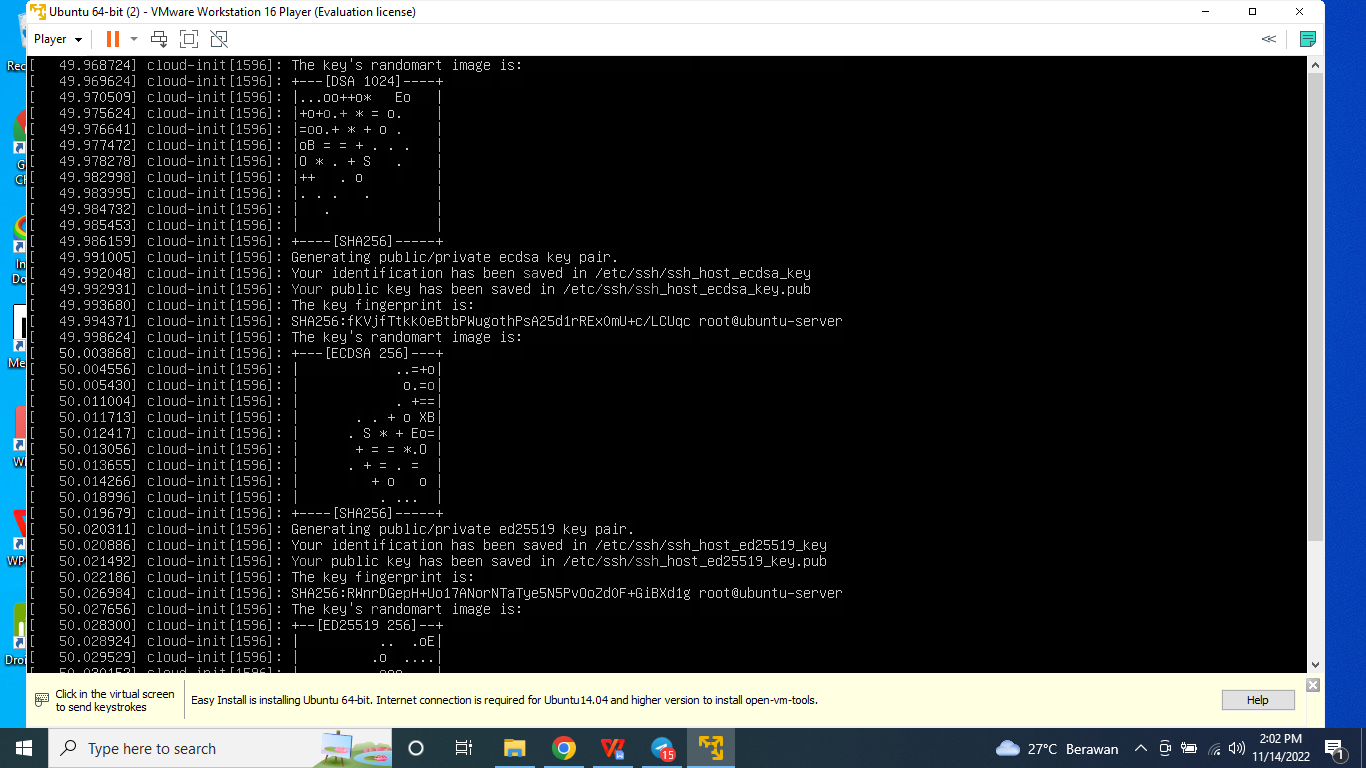 Ubuntu 64-bit (2) - VMware Workstation 16 Player (Evaluation license)
Player
[   49.968724] cloud-init[1596]: The key's randomart image is:
[   49.969624] cloud-init[1596]: +---[DSA 1024]----+
[   49.970509] cloud-init[1596]: |...oo++o*   Eo   |
[   49.975624] cloud-init[1596]: |+o+o.+ * = o.    |
[   49.976641] cloud-init[1596]: |=oo.+ * + o .    |
[   49.977472] cloud-init[1596]: |oB = = + . . .   |
[   49.978278] cloud-init[1596]: |O * . + S   .    |
[   49.982998] cloud-init[1596]: |++   . o         |
[   49.983995] cloud-init[1596]: |. . .   .        |
[   49.984732] cloud-init[1596]: |   .             |
[   49.985453] cloud-init[1596]: |                 |
[   49.986159] cloud-init[1596]: +----[SHA256]-----+
[   49.991005] cloud-init[1596]: Generating public/private ecdsa key pair.
[   49.992048] cloud-init[1596]: Your identification has been saved in /etc/ssh/ssh_host_ecdsa_key
[   49.992931] cloud-init[1596]: Your public key has been saved in /etc/ssh/ssh_host_ecdsa_key.pub
[   49.993680] cloud-init[1596]: The key fingerprint is:
[   49.994371] cloud-init[1596]: SHA256:fKVjfTtkkOeBtbPWugothPsA25d1rRExOmU+c/LCUqc root@ubuntu-server
[   49.998624] cloud-init[1596]: The key's randomart image is:
[   50.003868] cloud-init[1596]: +---[ECDSA 256]---+
[   50.004556] cloud-init[1596]: |            ..=+o|
[   50.005430] cloud-init[1596]: |             o.=o|
[   50.011004] cloud-init[1596]: |            . +==|
[   50.011713] cloud-init[1596]: |       . . + o XB|
[   50.012417] cloud-init[1596]: |      . S * + Eo=|
[   50.013056] cloud-init[1596]: |       + = = *.O |
[   50.013655] cloud-init[1596]: |      . + = . =  |
[   50.014266] cloud-init[1596]: |         + o   o |
[   50.018996] cloud-init[1596]: |          . ...  |
[   50.019679] cloud-init[1596]: +----[SHA256]-----+
[   50.020311] cloud-init[1596]: Generating public/private ed25519 key pair.
[   50.020886] cloud-init[1596]: Your identification has been saved in /etc/ssh/ssh_host_ed25519_key
[   50.021492] cloud-init[1596]: Your public key has been saved in /etc/ssh/ssh_host_ed25519_key.pub
[   50.022186] cloud-init[1596]: The key fingerprint is:
[   50.026984] cloud-init[1596]: SHA256:RWnrDGepH+Uo17ANorNTaTye5N5PvOoZdOF+GiBXd1g root@ubuntu-server
[   50.027656] cloud-init[1596]: The key's randomart image is:
[   50.028300] cloud-init[1596]: +--[ED25519 256]--+
[   50.028924] cloud-init[1596]: |          ..  .oE|
[   50.029529] cloud-init[1596]: |         .o  ....|
Click in the virtual screen
to send keystrokes
Easy Install is installing Ubuntu 64-bit. Internet connection is required for Ubuntu14.04 and higher version to install open-vm-tools.
Help
Type here to search
15
27°C Berawan
2:02 PM
11/14/2022
1